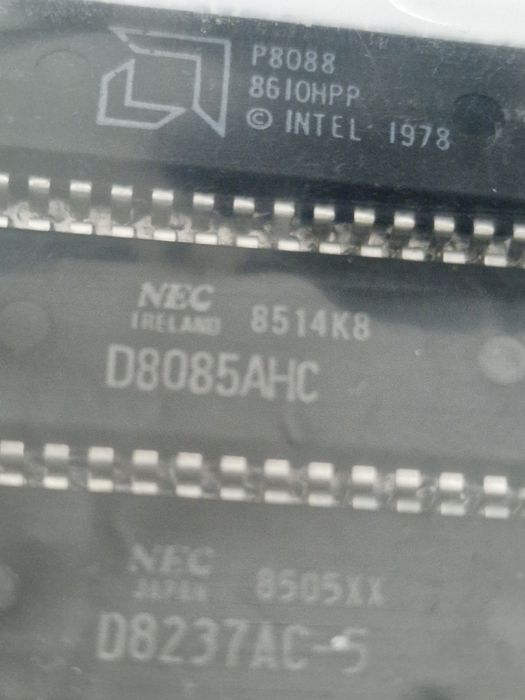 P8088
8610HPP
© INTEL 1978
NEC
IRELAND 8514K8
D8085AHC
NEC
JAPAN 8505XX
D8237AC-5